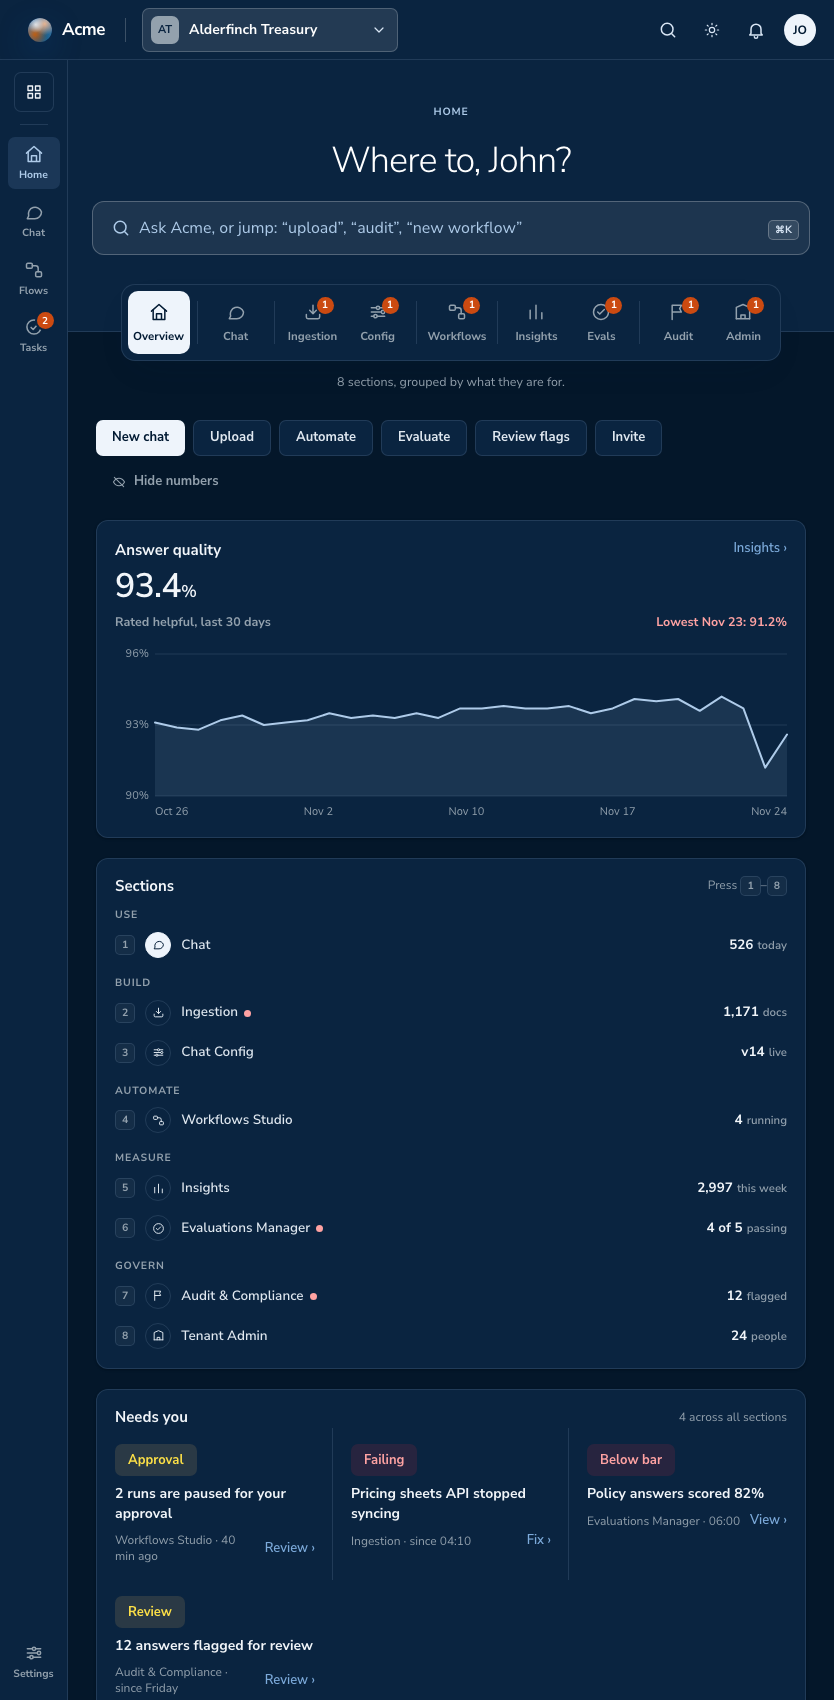 Acme
AT
Alderfinch Treasury
JO
Home
Chat
Flows
2
Tasks
Settings
HOME
Where to, John?
Ask Acme, or jump: “upload”, “audit”, “new workflow”
⌘K
Overview
Chat
1
Ingestion
1
Config
1
Workflows
Insights
1
Evals
1
Audit
1
Admin
8 sections, grouped by what they are for.
New chat
Upload
Automate
Evaluate
Review flags
Invite
Hide numbers
Answer quality
Insights ›
93.4%
Rated helpful, last 30 days
Lowest Nov 23: 91.2%
96%
93%
90%
Oct 26
Nov 2
Nov 10
Nov 17
Nov 24
Sections
Press 1–8
USE
1 Chat 526 today
BUILD
2 Ingestion 1,171 docs
3 Chat Config v14 live
AUTOMATE
4 Workflows Studio 4 running
MEASURE
5 Insights 2,997 this week
6 Evaluations Manager 4 of 5 passing
GOVERN
7 Audit & Compliance 12 flagged
8 Tenant Admin 24 people
Needs you
4 across all sections
Approval
2 runs are paused for your
approval
Workflows Studio · 40
min ago
Review ›
Failing
Pricing sheets API stopped
syncing
Ingestion · since 04:10
Fix ›
Below bar
Policy answers scored 82%
Evaluations Manager · 06:00
View ›
Review
12 answers flagged for review
Audit & Compliance ·
since Friday
Review ›